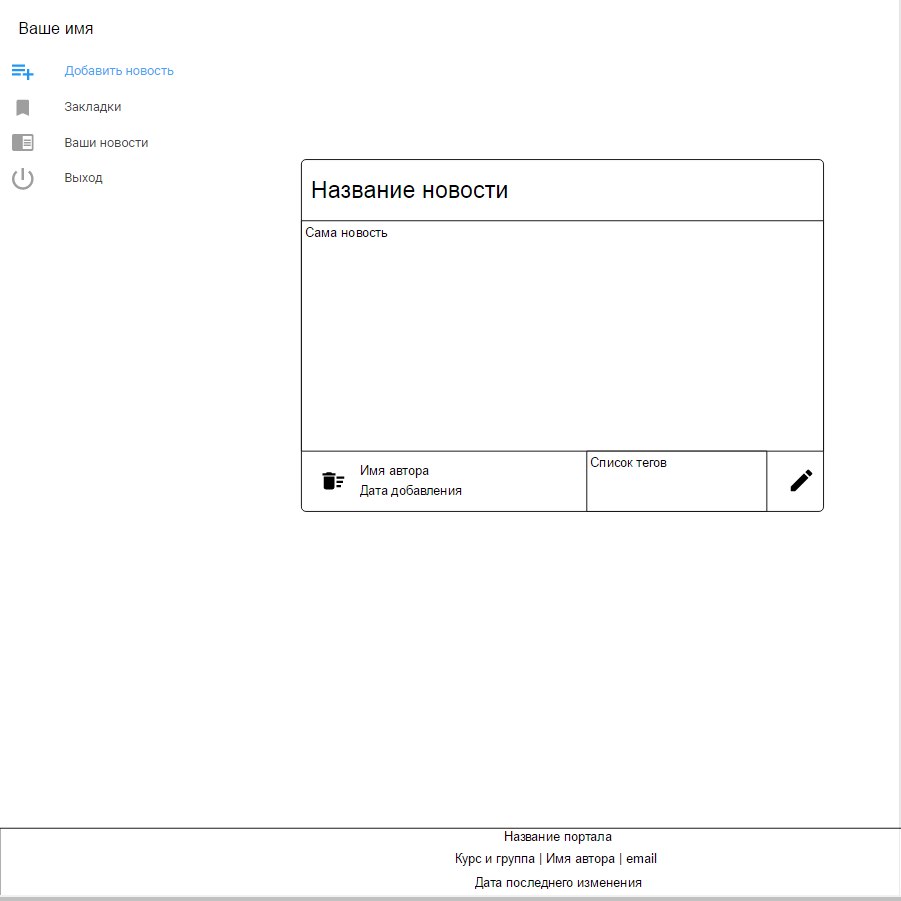 Ваше имя
Добавить новость
Закладки
Ваши новости
Выход
Название новости
Сама новость
Имя автора
Дата добавления
Список тегов
Название портала
Курс и группа | Имя автора | email
Дата последнего изменения